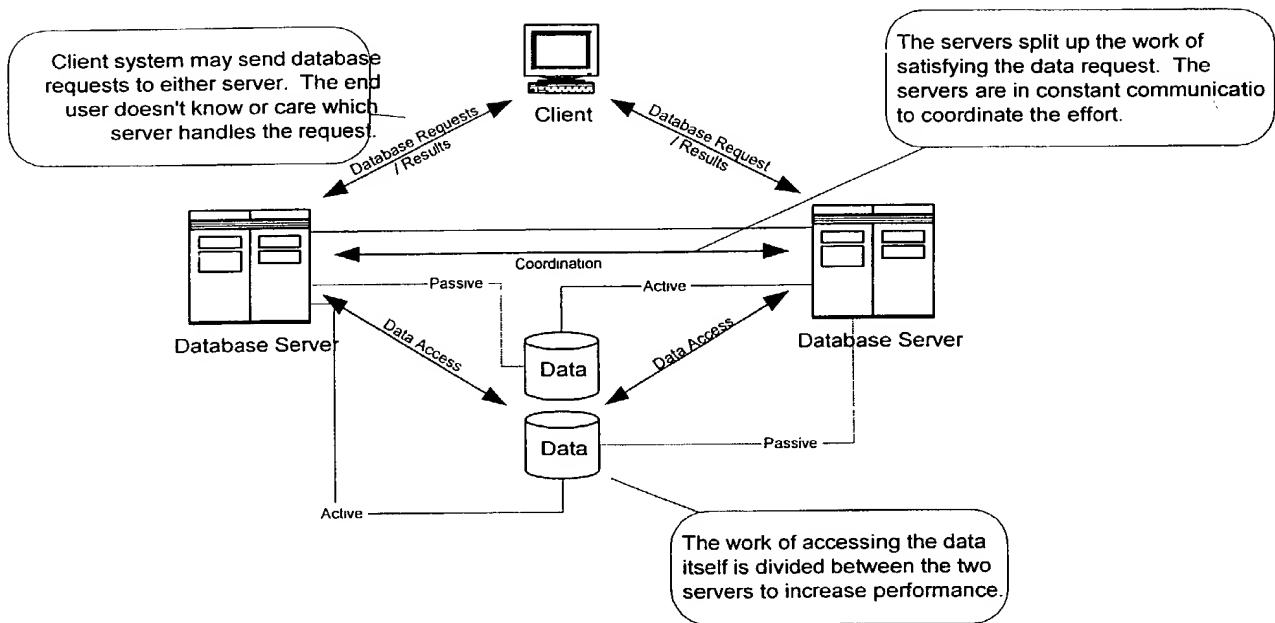 Client system may send database
requests to either server. The end
user doesn't know or care which
server handles the request.
Client
The servers split up the work of
satisfying the data request. The
servers are in constant communicatio
to coordinate the effort.
Database Requests
/ Results
Database Request
/ Results
Coordination
Passive
Active
Database Server
Data Access
Data
Data Access
Database Server
Data
Passive
Active
The work of accessing the data
itself is divided between the two
servers to increase performance.